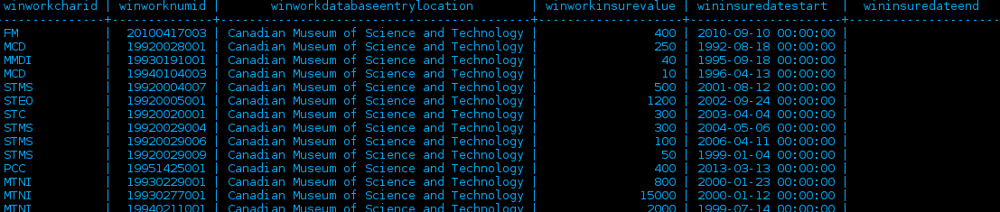 winworkcharid | winworknumid | winworkdatabaseentrylocation | winworkinsurevalue | wininsuredatestart | wininsuredateend
--------------+--------------+------------------------------------------+--------------------+---------------------+---------------------
FM | 20100417003 | Canadian Museum of Science and Technology | 400 | 2010-09-10 00:00:00 |
MCD | 19920028001 | Canadian Museum of Science and Technology | 250 | 1992-08-18 00:00:00 |
MMDI | 19930191001 | Canadian Museum of Science and Technology | 40 | 1995-09-18 00:00:00 |
MCD | 19940104003 | Canadian Museum of Science and Technology | 10 | 1996-04-13 00:00:00 |
STMS | 19920004007 | Canadian Museum of Science and Technology | 500 | 2001-08-12 00:00:00 |
STEO | 19920005001 | Canadian Museum of Science and Technology | 1200 | 2002-09-24 00:00:00 |
STC | 19920020001 | Canadian Museum of Science and Technology | 300 | 2003-04-04 00:00:00 |
STMS | 19920029004 | Canadian Museum of Science and Technology | 300 | 2004-05-06 00:00:00 |
STMS | 19920029006 | Canadian Museum of Science and Technology | 100 | 2006-04-11 00:00:00 |
STMS | 19920029009 | Canadian Museum of Science and Technology | 50 | 1999-01-04 00:00:00 |
PCC | 19951425001 | Canadian Museum of Science and Technology | 400 | 2013-03-13 00:00:00 |
MTNI | 19930229001 | Canadian Museum of Science and Technology | 800 | 2000-01-23 00:00:00 |
MTNI | 19930277001 | Canadian Museum of Science and Technology | 15000 | 2000-01-12 00:00:00 |
MTNI | 19940211001 | Canadian Museum of Science and Technology | 2000 | 1999-07-14 00:00:00 |